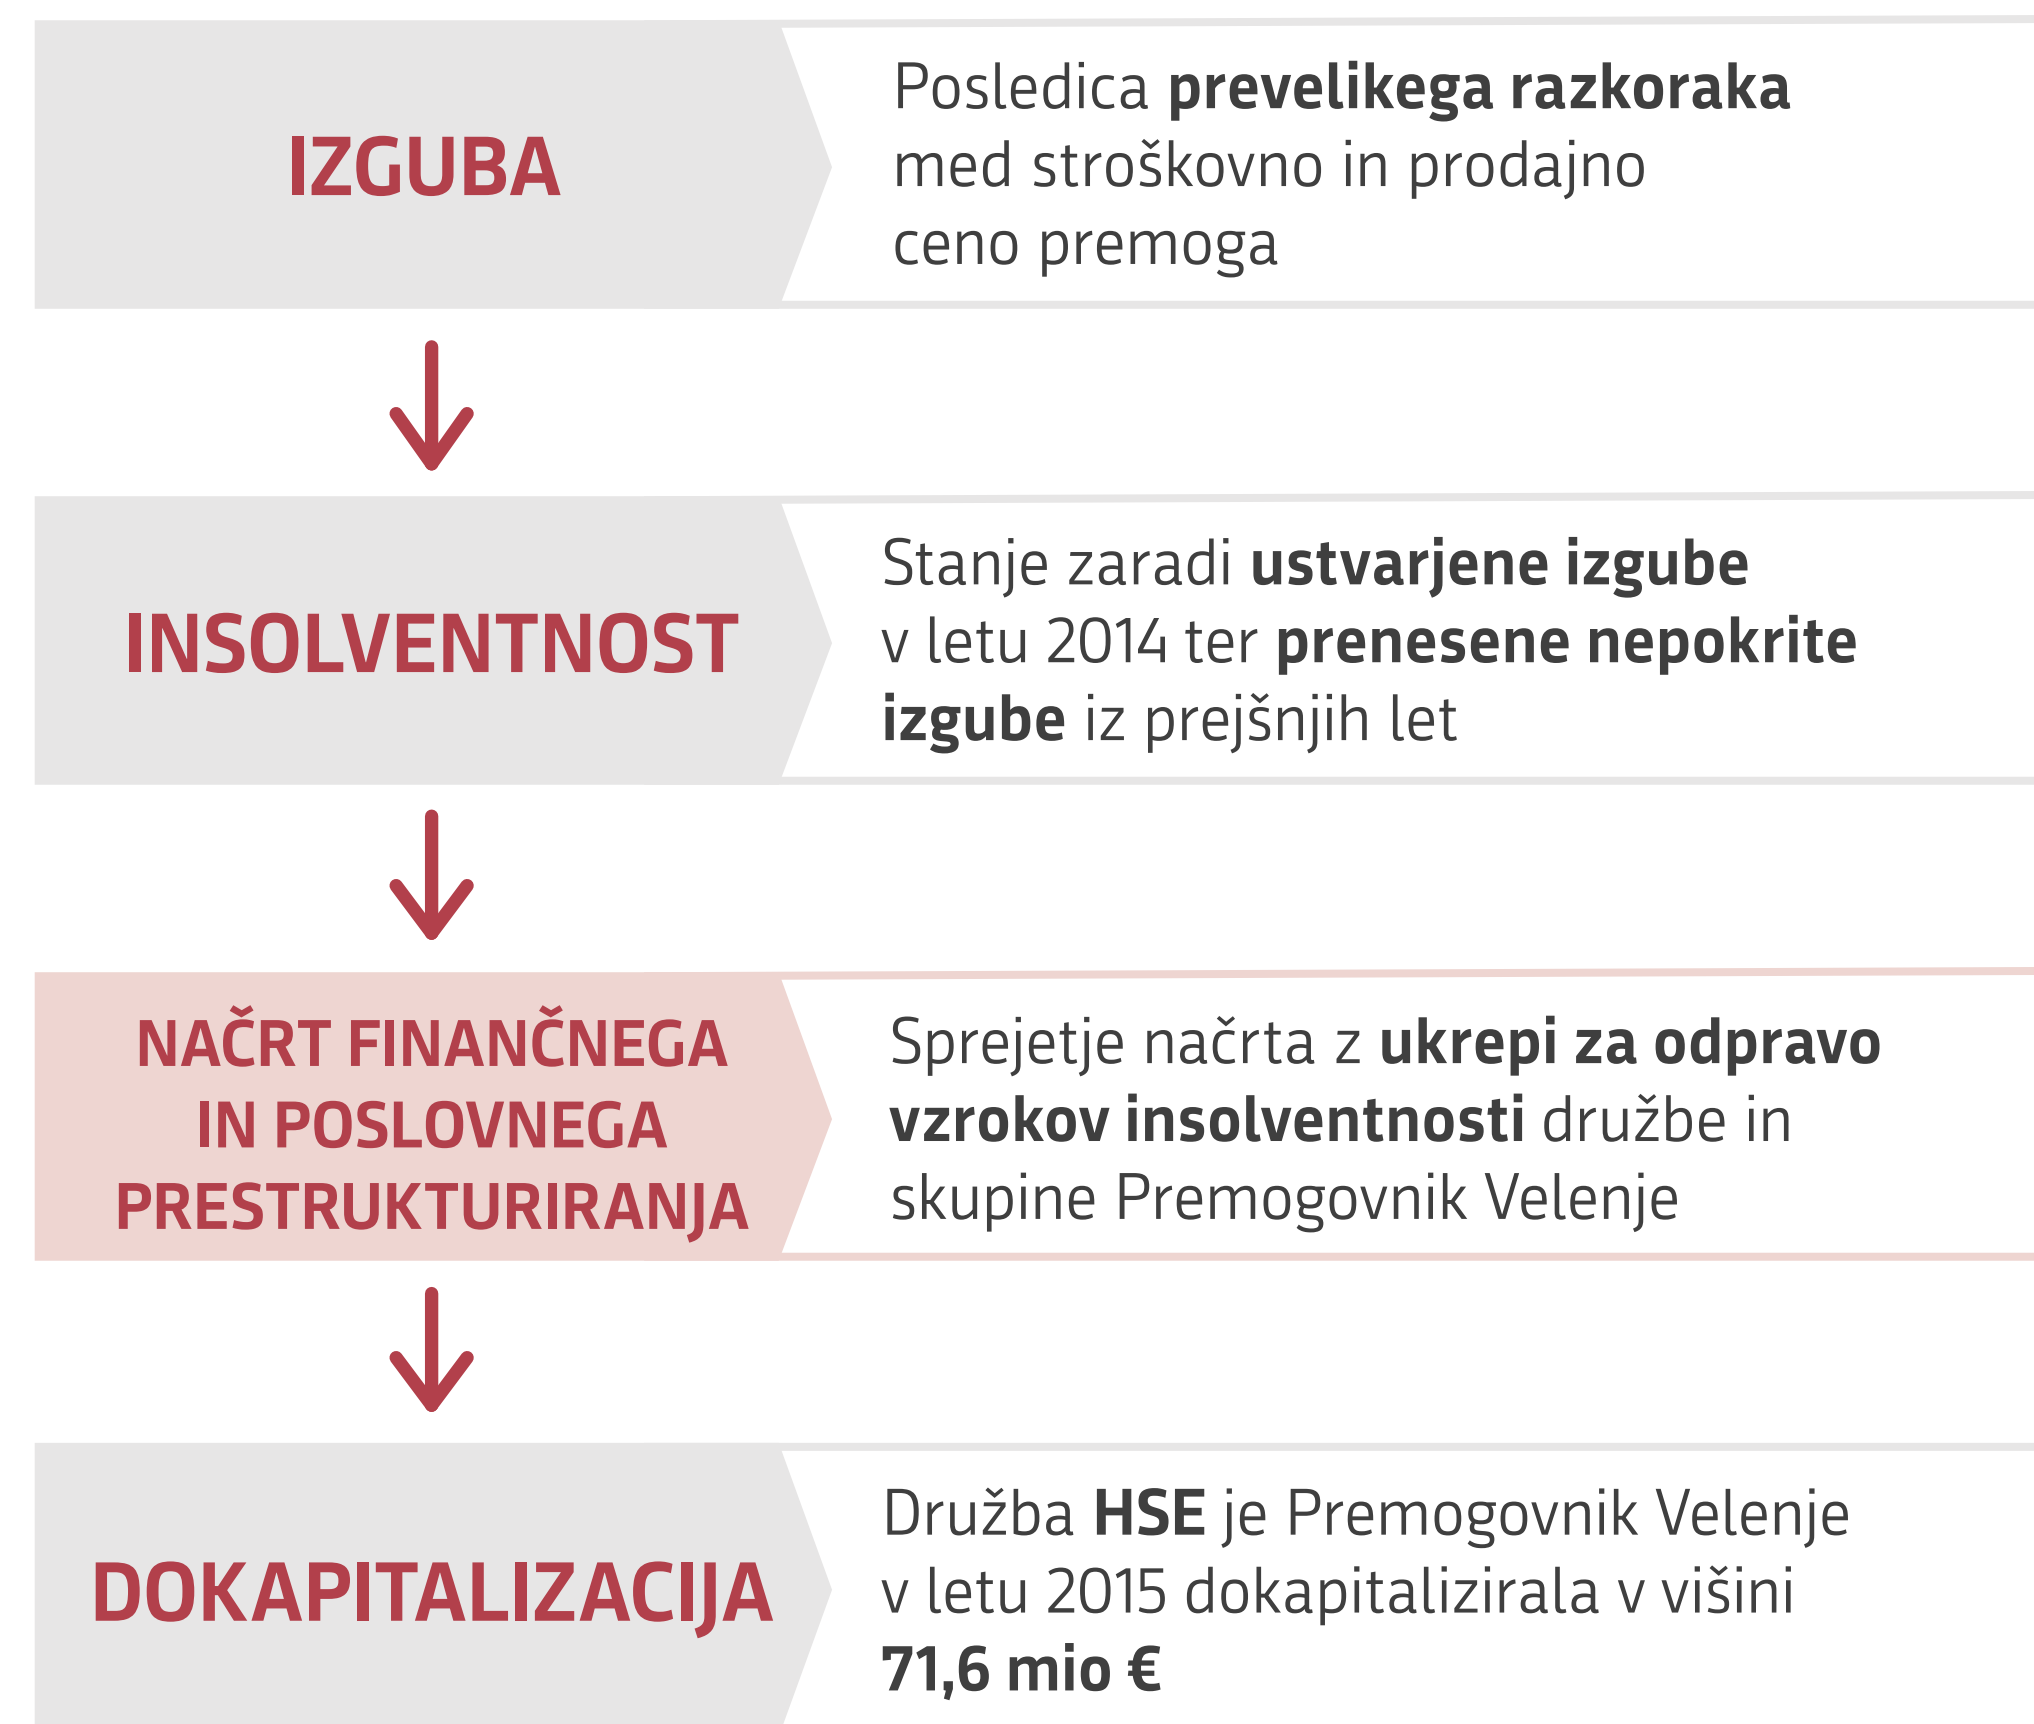 IZGUBA
Posledica prevelikega razkoraka
med stroškovno in prodajno
ceno premoga
INSOLVENTNOST
Stanje zaradi ustvarjene izgube
v letu 2014 ter prenesene nepokrite
izgube iz prejšnjih let
NAČRT FINANČNEGA
IN POSLOVNEGA
PRESTRUKTURIRANJA
Sprejetje načrta z ukrepi za odpravo
vzrokov insolventnosti družbe in
skupine Premogovnik Velenje
DOKAPITALIZACIJA
Družba HSE je Premogovnik Velenje
v letu 2015 dokapitalizirala v višini
71,6 mio €